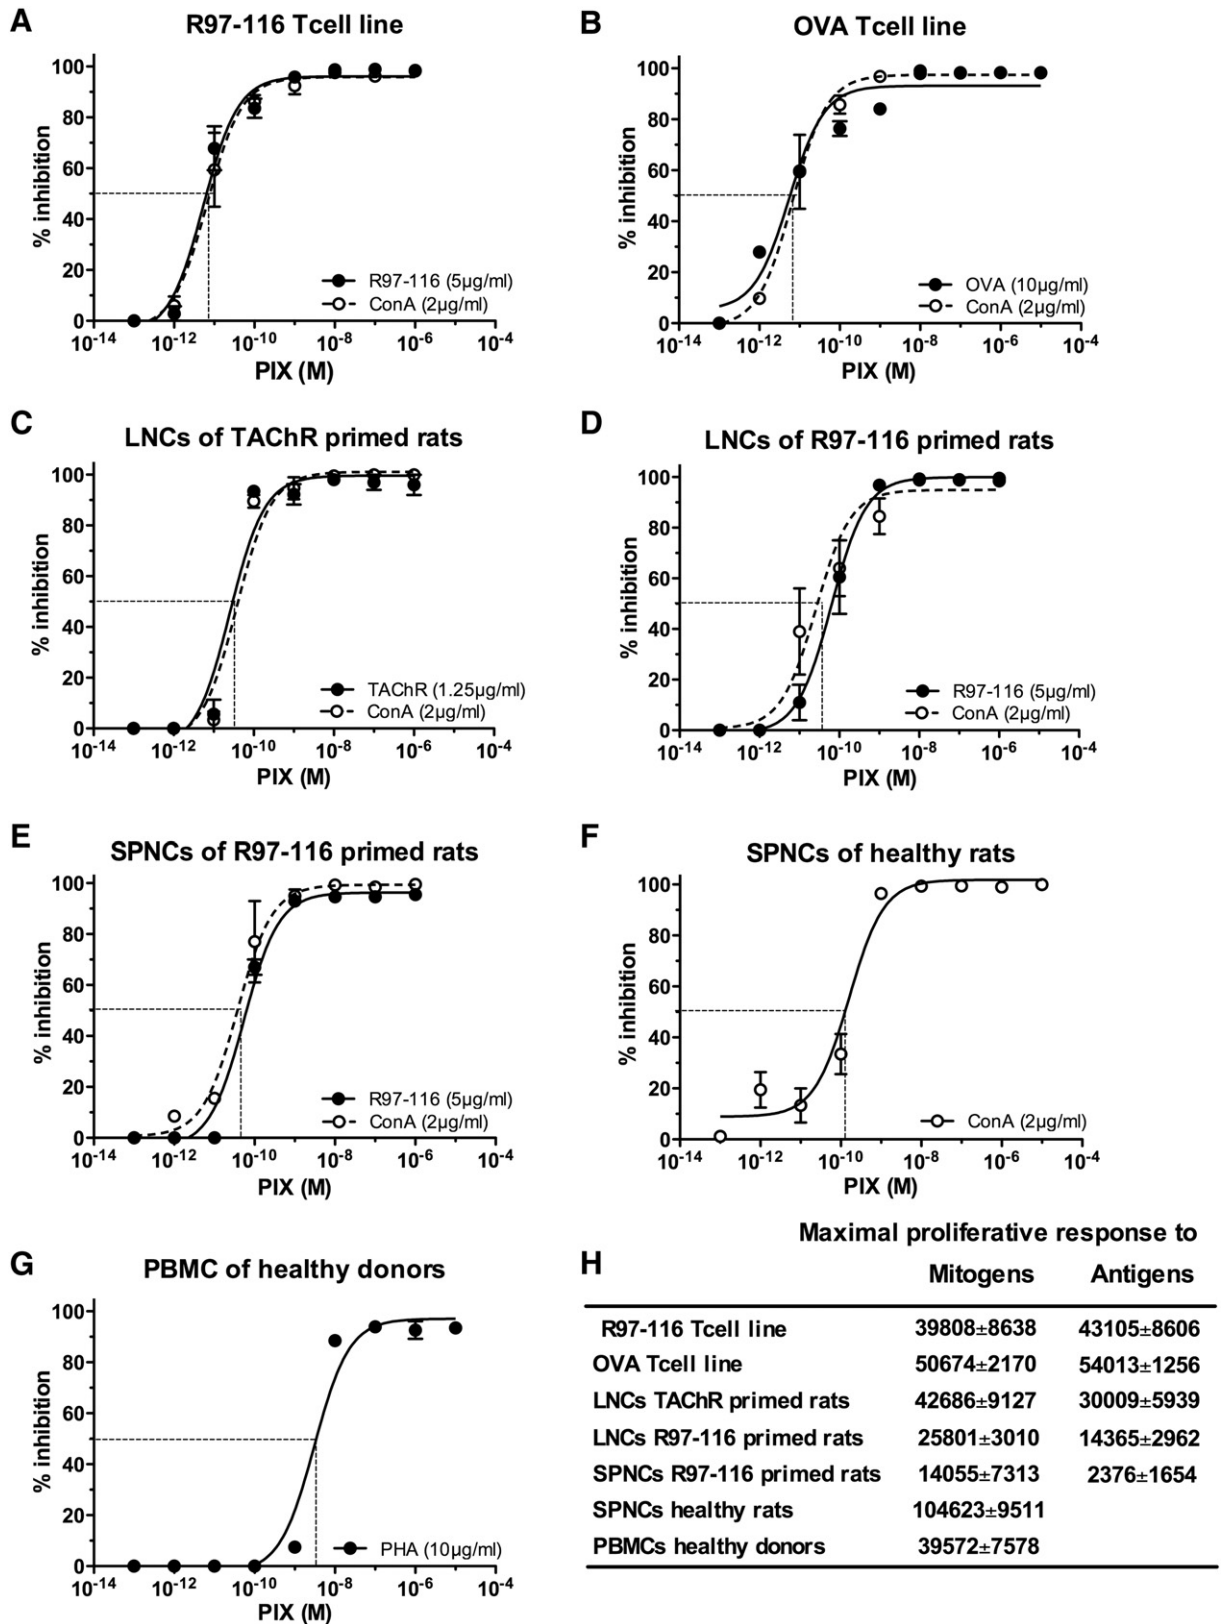 A
R97-116 Tcell line
100
80
60
40
20
0
% inhibition
R97-116 (5µg/ml)
ConA (2µg/ml)
10-14 10-12 10-10 10-8 10-6 10-4
PIX (M)
B
OVA Tcell line
100
80
60
40
20
0
% inhibition
OVA (10µg/ml)
ConA (2µg/ml)
10-14 10-12 10-10 10-8 10-6 10-4
PIX (M)
C
LNCs of TAChR primed rats
100
80
60
40
20
0
% inhibition
TAChR (1.25µg/ml)
ConA (2µg/ml)
10-14 10-12 10-10 10-8 10-6 10-4
PIX (M)
D
LNCs of R97-116 primed rats
100
80
60
40
20
0
% inhibition
R97-116 (5µg/ml)
ConA (2µg/ml)
10-14 10-12 10-10 10-8 10-6 10-4
PIX (M)
E
SPNCs of R97-116 primed rats
100
80
60
40
20
0
% inhibition
R97-116 (5µg/ml)
ConA (2µg/ml)
10-14 10-12 10-10 10-8 10-6 10-4
PIX (M)
F
SPNCs of healthy rats
100
80
60
40
20
0
% inhibition
ConA (2µg/ml)
10-14 10-12 10-10 10-8 10-6 10-4
PIX (M)
G
PBMC of healthy donors
100
80
60
40
20
0
% inhibition
PHA (10µg/ml)
10-14 10-12 10-10 10-8 10-6 10-4
PIX (M)
H
Maximal proliferative response to
Mitogens Antigens
R97-116 Tcell line 39808±8638 43105±8606
OVA Tcell line 50674±2170 54013±1256
LNCs TAChR primed rats 42686±9127 30009±5939
LNCs R97-116 primed rats 25801±3010 14365±2962
SPNCs R97-116 primed rats 14055±7313 2376±1654
SPNCs healthy rats 104623±9511
PBMCs healthy donors 39572±7578